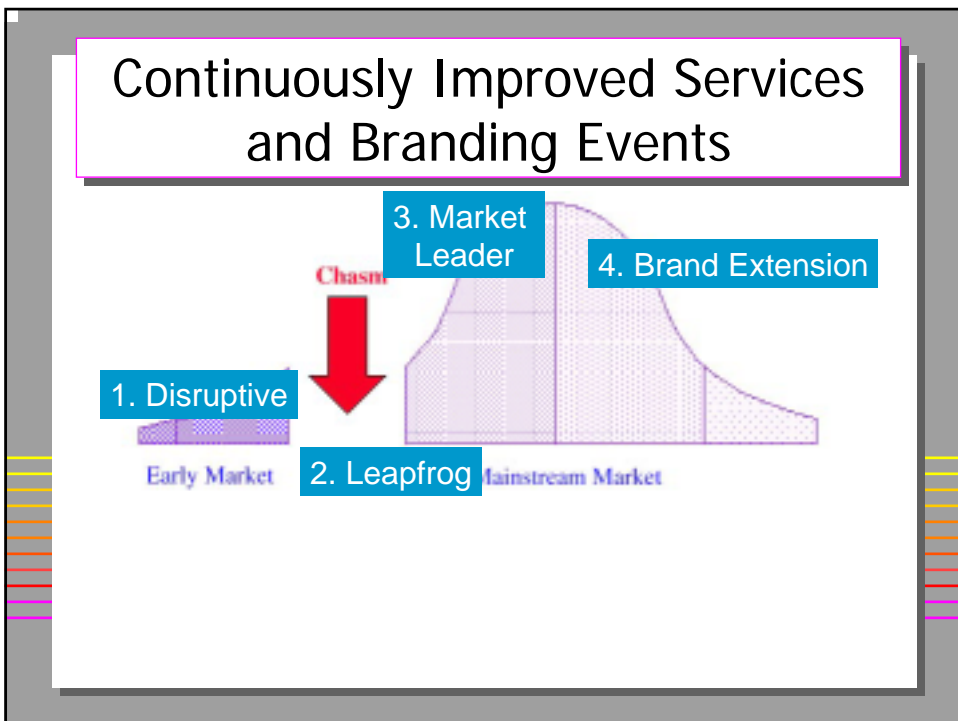 Continuously Improved Services
and Branding Events
3. Market
Leader
4. Brand Extension
Chasm
1. Disruptive
Early Market
2. Leapfrog
Mainstream Market